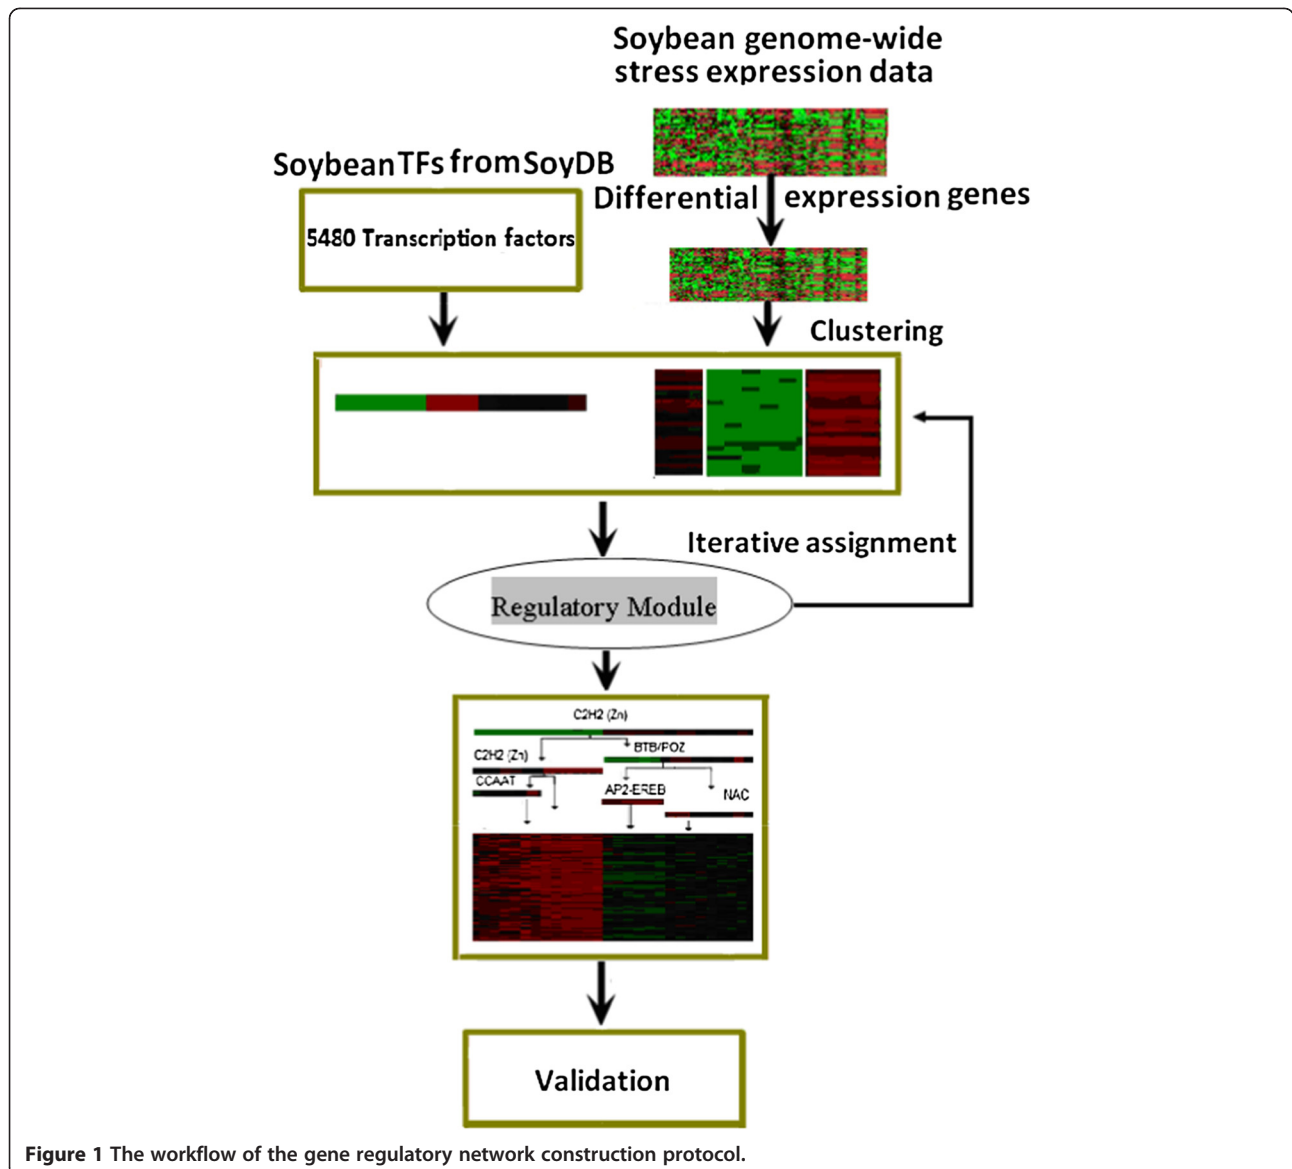 Soybean genome-wide
stress expression data
Soybean TFs from SoyDB
Differential expression genes
5480 Transcription factors
Clustering
Iterative assignment
Regulatory Module
C2H2 (Zn)
BTB/POZ
C2H2 (Zn)
CCAAT
AP2-EREB
NAC
Validation
Figure 1 The workflow of the gene regulatory network construction protocol.